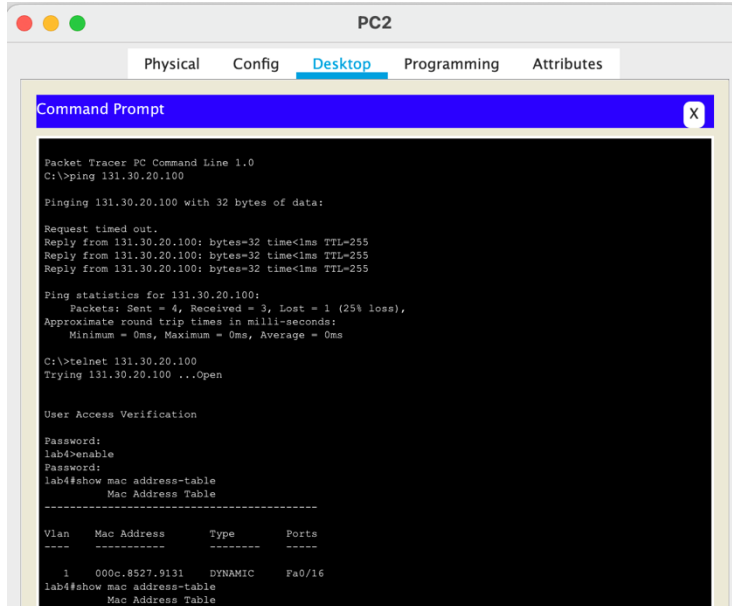 PC2
Physical Config Desktop Programming Attributes
Command Prompt
X
Packet Tracer PC Command Line 1.0
C:\>ping 131.30.20.100
Pinging 131.30.20.100 with 32 bytes of data:
Request timed out.
Reply from 131.30.20.100: bytes=32 time<1ms TTL=255
Reply from 131.30.20.100: bytes=32 time<1ms TTL=255
Reply from 131.30.20.100: bytes=32 time<1ms TTL=255
Ping statistics for 131.30.20.100:
Packets: Sent = 4, Received = 3, Lost = 1 (25% loss),
Approximate round trip times in milli-seconds:
Minimum = 0ms, Maximum = 0ms, Average = 0ms
C:\>telnet 131.30.20.100
Trying 131.30.20.100 ...Open
User Access Verification
Password:
lab4>enable
Password:
lab4#show mac address-table
Mac Address Table
-------------------------------------------
Vlan Mac Address Type Ports
---- ----------- -------- -----
1 000c.8527.9131 DYNAMIC Fa0/16
lab4#show mac address-table
Mac Address Table